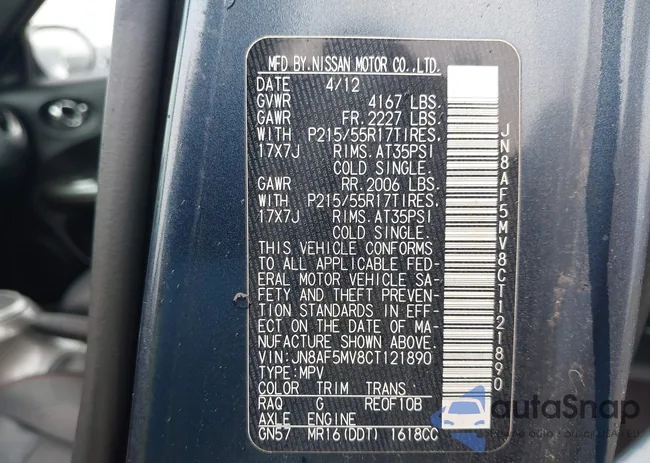 MFD BY.NISSAN MOTOR CO.,LTD.
DATE 4/12
GVWR 4167 LBS.
GAWR FR.2227 LBS.
WITH P215/55R17TIRES.
17X7J RIMS.AT35PSI
COLD SINGLE.
GAWR RR.2006 LBS.
WITH P215/55R17TIRES.
17X7J RIMS.AT35PSI
COLD SINGLE.
THIS VEHICLE CONFORMS
TO ALL APPLICABLE FED-
ERAL MOTOR VEHICLE SA-
FETY AND THEFT PREVEN-
TION STANDARDS IN EFF-
ECT ON THE DATE OF MA-
NUFACTURE SHOWN ABOVE.
VIN:JN8AF5MV8CT121890
TYPE:MPV
COLOR TRIM TRANS
RAQ G RE0F10B
AXLE ENGINE
GN57 MR16(DDT) 1618CC
JN8AF5MV8CT121890
autaSnap